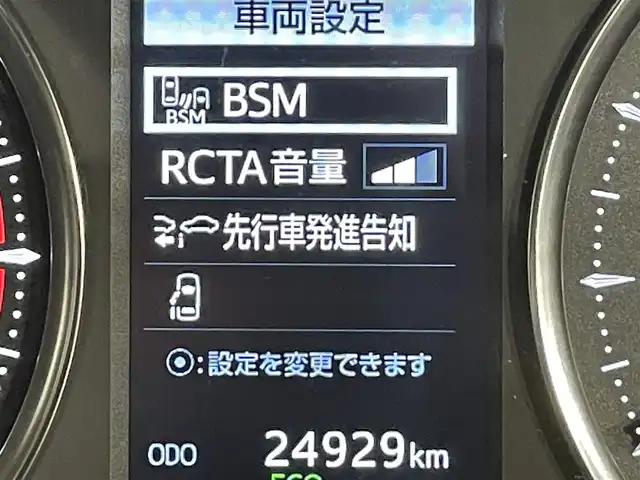 車両設定
BSM BSM
RCTA音量
先行車発進告知
◉:設定を変更できます
ODO 24929km
ECO